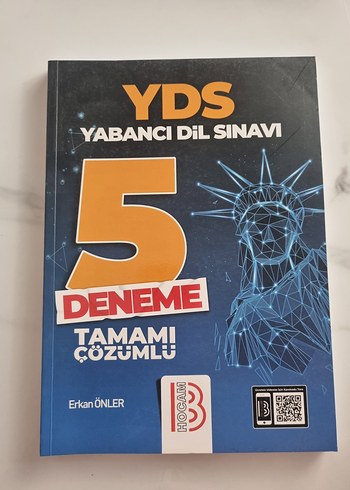 YDS
YABANCI DİL SINAVI
5
DENEME
TAMAMI
ÇÖZÜMLÜ
Erkan ÖNLER
B
HOCAM